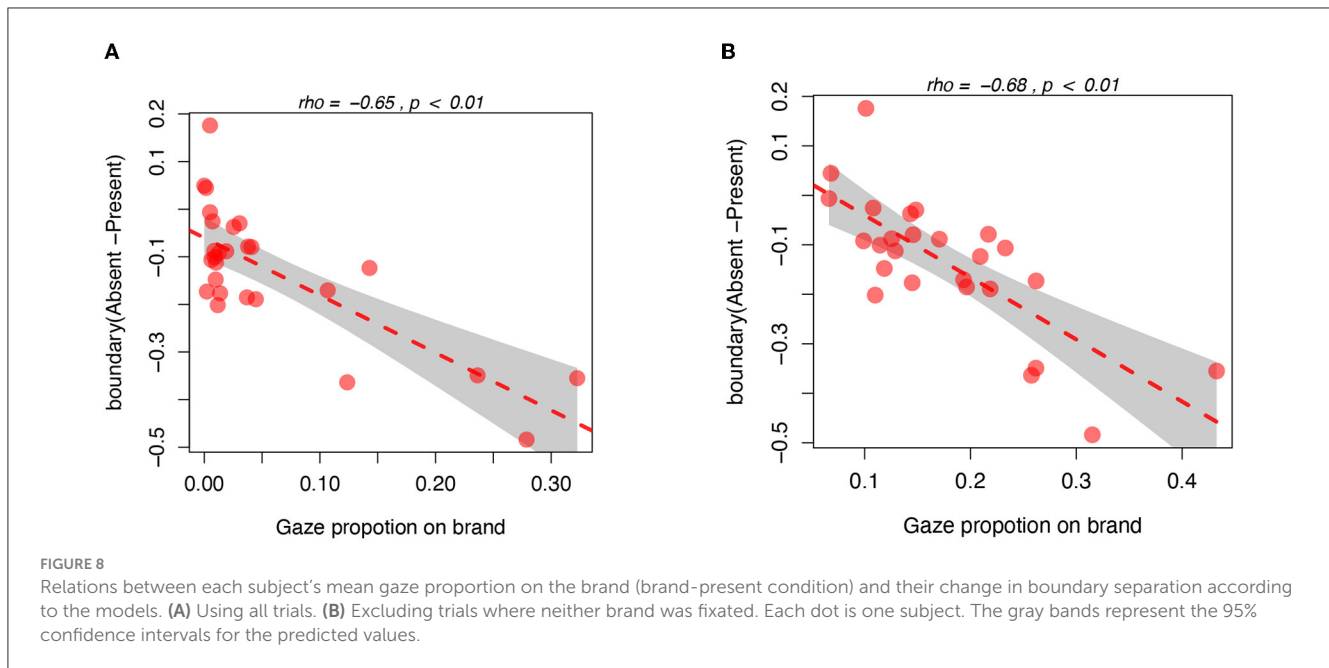 A
rho = −0.65 , p < 0.01
boundary(Absent −Present)
0.2
0.1
−0.1
−0.3
−0.5
0.00 0.10 0.20 0.30
Gaze propotion on brand
B
rho = −0.68 , p < 0.01
boundary(Absent −Present)
0.2
0.1
−0.1
−0.3
−0.5
0.1 0.2 0.3 0.4
Gaze propotion on brand
FIGURE 8
Relations between each subject's mean gaze proportion on the brand (brand-present condition) and their change in boundary separation according
to the models. (A) Using all trials. (B) Excluding trials where neither brand was fixated. Each dot is one subject. The gray bands represent the 95%
confidence intervals for the predicted values.